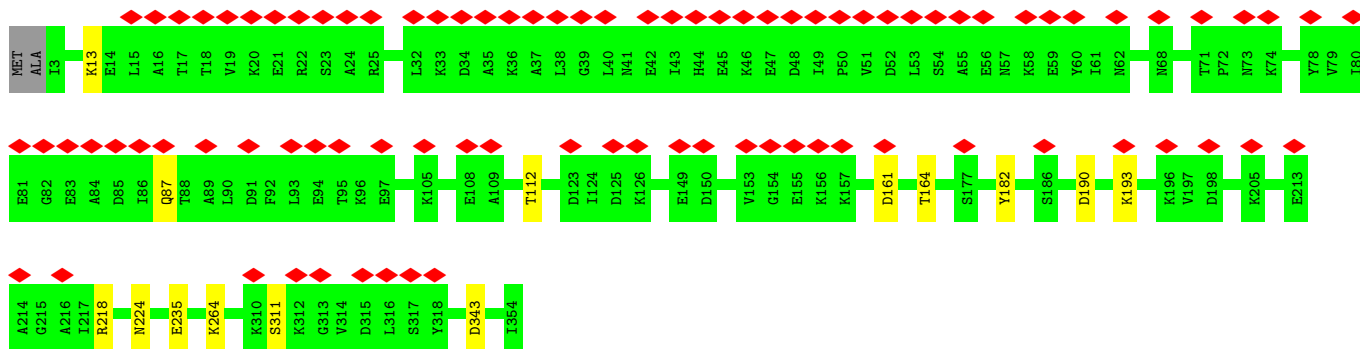 MET ALA I3 K13 E14 L15 A16 T17 T18 V19 K20 E21 R22 S23 A24 R25 L32 K33 D34 A35 K36 A37 L38 G39 L40 N41 E42 I43 H44 E45 K46 E47 D48 I49 P50 V51 D52 L53 S54 A55 E56 N57 K58 E59 Y60 I61 N62 N68 T71 P72 N73 K74 Y78 V79 I80
E81 G82 E83 A84 D85 I86 Q87 T88 A89 L90 D91 F92 L93 E94 T95 K96 E97 K105 E108 A109 T112 D123 I124 D125 K126 E149 D150 V153 G154 E155 K156 K157 D161 T164 S177 Y182 S186 D190 K193 K196 V197 D198 K205 E213
A214 G215 A216 I217 R218 N224 E235 K264 K310 S311 K312 G313 V314 D315 L316 S317 Y318 D343 I354